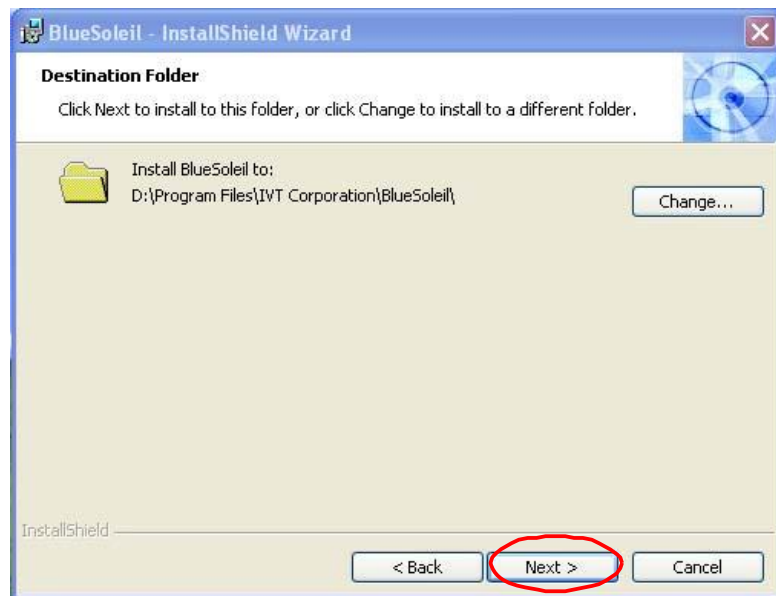 BlueSoleil - InstallShield Wizard
Destination Folder
Click Next to install to this folder, or click Change to install to a different folder.
Install BlueSoleil to:
D:\Program Files\IVT Corporation\BlueSoleil\
Change...
InstallShield
< Back
Next >
Cancel